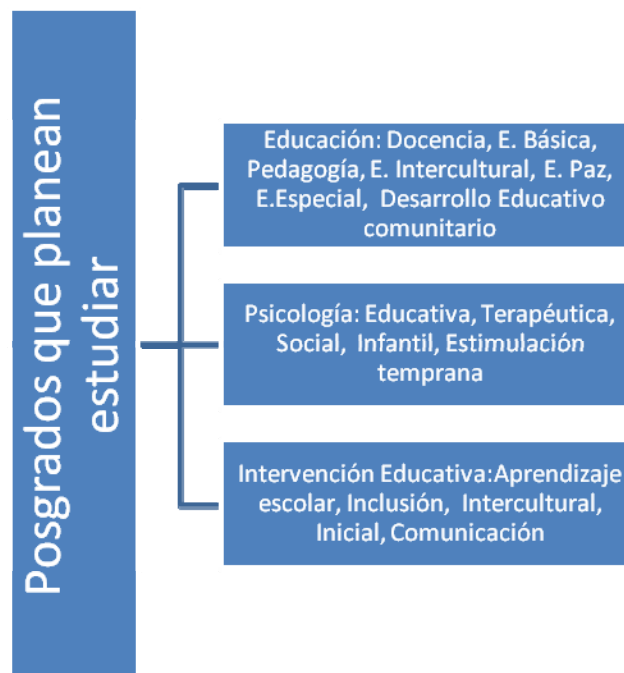 Posgrados que planean
estudiar
Educación: Docencia, E. Básica,
Pedagogía, E. Intercultural, E. Paz,
E.Especial, Desarrollo Educativo
comunitario
Psicología: Educativa, Terapéutica,
Social, Infantil, Estimulación
temprana
Intervención Educativa:Aprendizaje
escolar, Inclusión, Intercultural,
Inicial, Comunicación